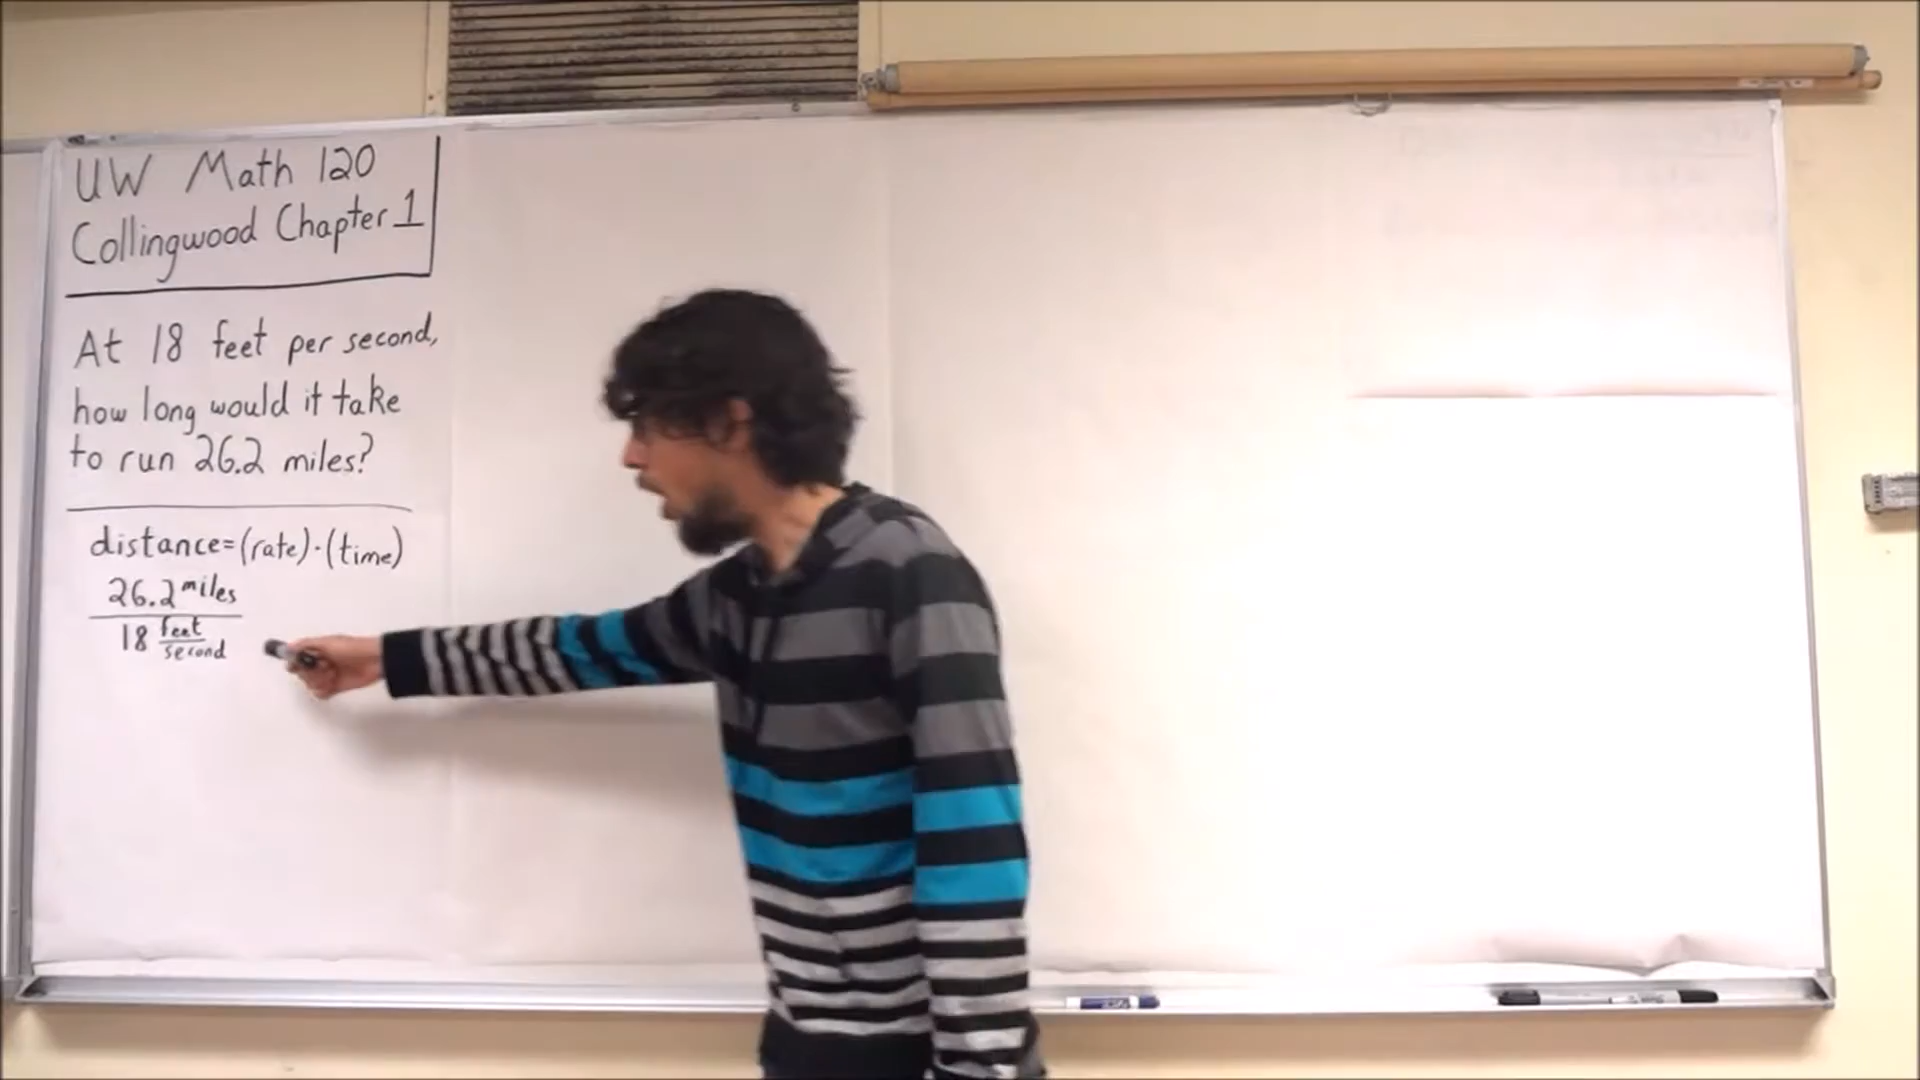 UW Math 120
Collingwood Chapter 1
At 18 feet per second,
how long would it take
to run 26.2 miles?
distance=(rate)·(time)
26.2 miles
18 feet
second